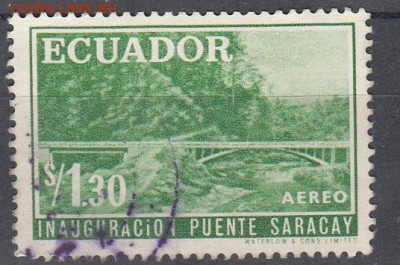 ECUADOR
S/1.30
AEREO
INAUGURACION PUENTE SARACAY
WATERLOW & SONS LIMITED